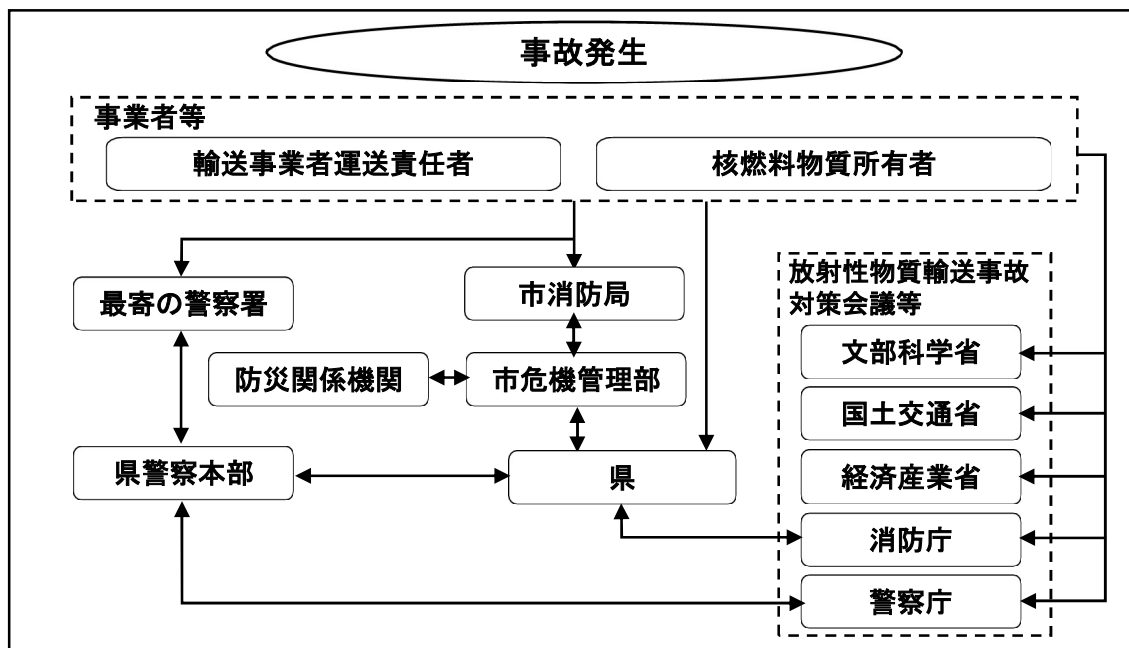 事故発生
事業者等
輸送事業者運送責任者
核燃料物質所有者
最寄の警察署
市消防局
防災関係機関
市危機管理部
県警察本部
県
放射性物質輸送事故
対策会議等
文部科学省
国土交通省
経済産業省
消防庁
警察庁